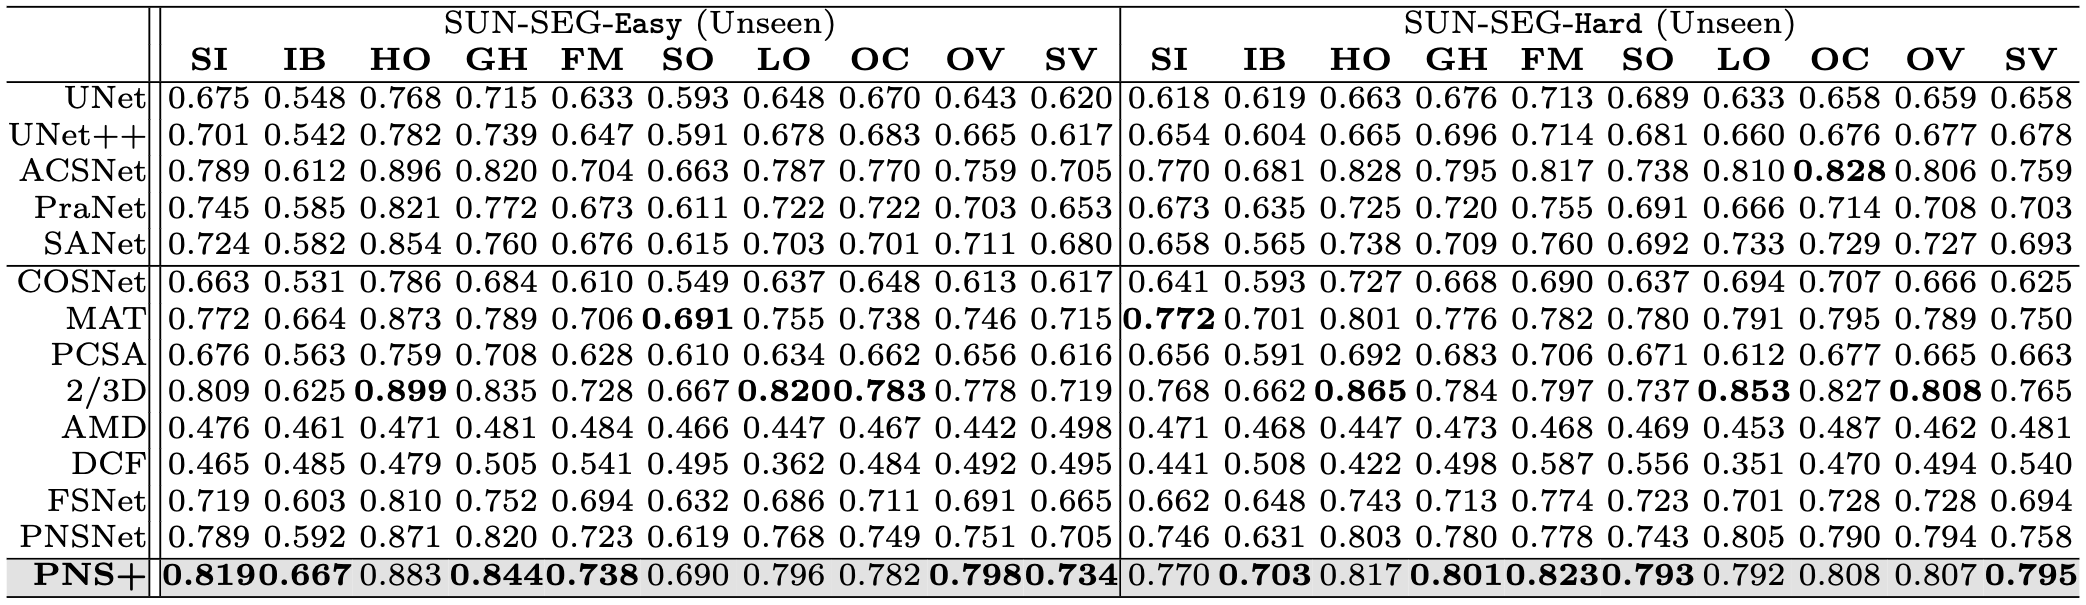 SUN-SEG-Easy (Unseen) SUN-SEG-Hard (Unseen)
SI IB HO GH FM SO LO OC OV SV SI IB HO GH FM SO LO OC OV SV
UNet 0.675 0.548 0.768 0.715 0.633 0.593 0.648 0.670 0.643 0.620 0.618 0.619 0.663 0.676 0.713 0.689 0.633 0.658 0.659 0.658
UNet++ 0.701 0.542 0.782 0.739 0.647 0.591 0.678 0.683 0.665 0.617 0.654 0.604 0.665 0.696 0.714 0.681 0.660 0.676 0.677 0.678
ACSNet 0.789 0.612 0.896 0.820 0.704 0.663 0.787 0.770 0.759 0.705 0.770 0.681 0.828 0.795 0.817 0.738 0.810 0.828 0.806 0.759
PraNet 0.745 0.585 0.821 0.772 0.673 0.611 0.722 0.722 0.703 0.653 0.673 0.635 0.725 0.720 0.755 0.691 0.666 0.714 0.708 0.703
SANet 0.724 0.582 0.854 0.760 0.676 0.615 0.703 0.701 0.711 0.680 0.658 0.565 0.738 0.709 0.760 0.692 0.733 0.729 0.727 0.693
COSNet 0.663 0.531 0.786 0.684 0.610 0.549 0.637 0.648 0.613 0.617 0.641 0.593 0.727 0.668 0.690 0.637 0.694 0.707 0.666 0.625
MAT 0.772 0.664 0.873 0.789 0.706 0.691 0.755 0.738 0.746 0.715 0.772 0.701 0.801 0.776 0.782 0.780 0.791 0.795 0.789 0.750
PCSA 0.676 0.563 0.759 0.708 0.628 0.610 0.634 0.662 0.656 0.616 0.656 0.591 0.692 0.683 0.706 0.671 0.612 0.677 0.665 0.663
2/3D 0.809 0.625 0.899 0.835 0.728 0.667 0.820 0.783 0.778 0.719 0.768 0.662 0.865 0.784 0.797 0.737 0.853 0.827 0.808 0.765
AMD 0.476 0.461 0.471 0.481 0.484 0.466 0.447 0.467 0.442 0.498 0.471 0.468 0.447 0.473 0.468 0.469 0.453 0.487 0.462 0.481
DCF 0.465 0.485 0.479 0.505 0.541 0.495 0.362 0.484 0.492 0.495 0.441 0.508 0.422 0.498 0.587 0.556 0.351 0.470 0.494 0.540
FSNet 0.719 0.603 0.810 0.752 0.694 0.632 0.686 0.711 0.691 0.665 0.662 0.648 0.743 0.713 0.774 0.723 0.701 0.728 0.728 0.694
PNSNet 0.789 0.592 0.871 0.820 0.723 0.619 0.768 0.749 0.751 0.705 0.746 0.631 0.803 0.780 0.778 0.743 0.805 0.790 0.794 0.758
PNS+ 0.819 0.667 0.883 0.844 0.738 0.690 0.796 0.782 0.798 0.734 0.770 0.703 0.817 0.801 0.823 0.793 0.792 0.808 0.807 0.795